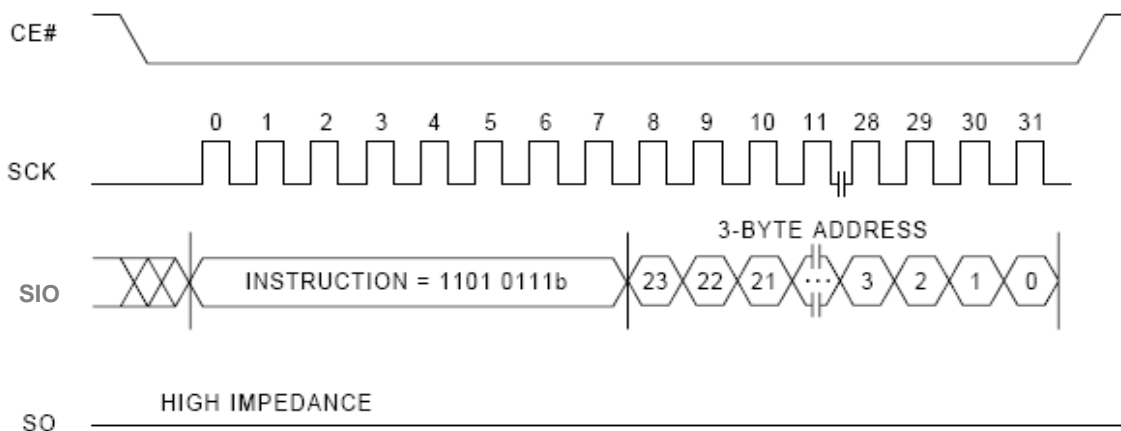 CE#
0 1 2 3 4 5 6 7 8 9 10 11 28 29 30 31
SCK
3-BYTE ADDRESS
SIO INSTRUCTION = 1101 0111b 23 22 21 ... 3 2 1 0
HIGH IMPEDANCE
SO